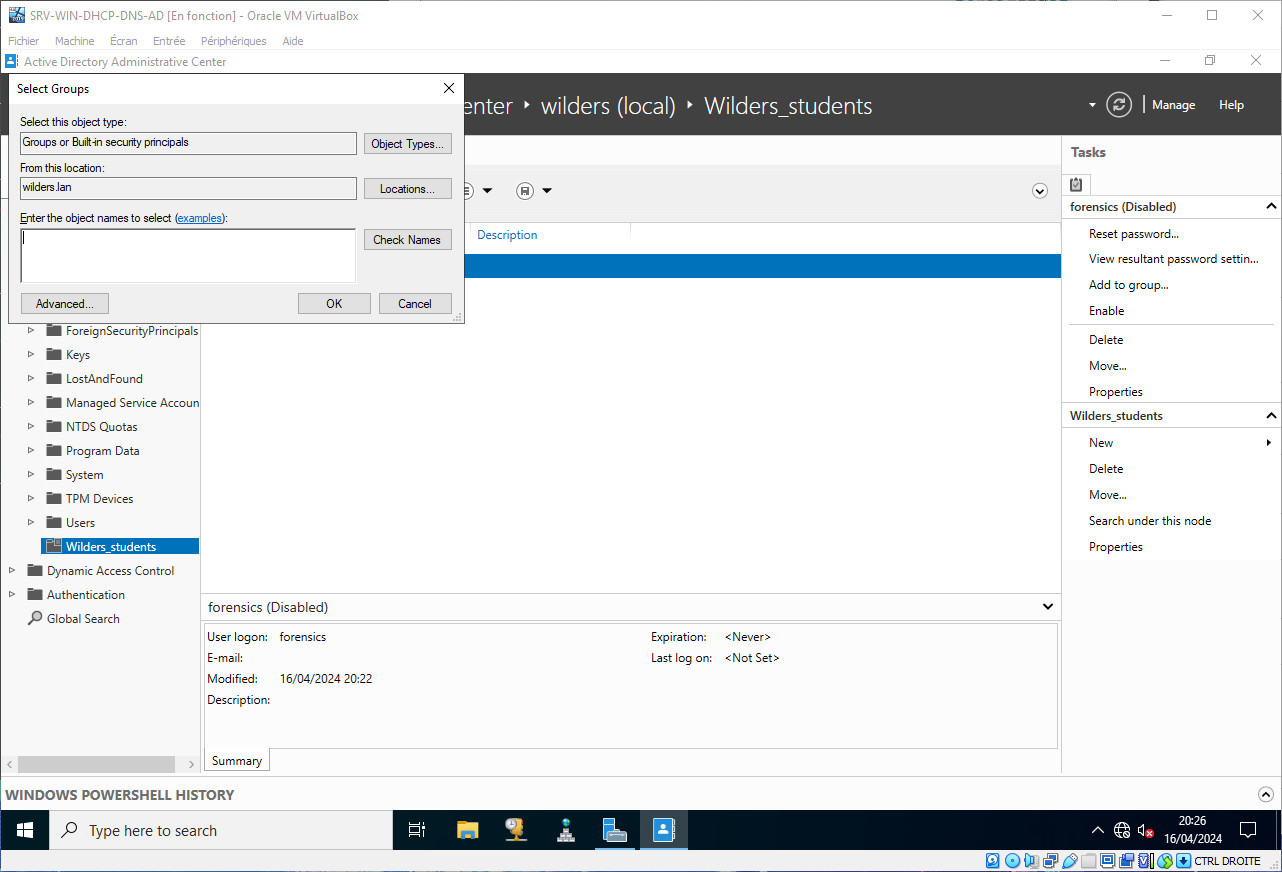 SRV-WIN-DHCP-DNS-AD [En fonction] - Oracle VM VirtualBox
Fichier Machine Écran Entrée Périphériques Aide
Active Directory Administrative Center
Select Groups
enter wilders (local) Wilders_students
Manage Help
Select this object type:
Groups or Built-in security principals
Object Types...
From this location:
wilders.lan
Locations...
Enter the object names to select (examples):
Check Names
Advanced...
OK
Cancel
Description
ForeignSecurityPrincipals
Keys
LostAndFound
Managed Service Accoun
NTDS Quotas
Program Data
System
TPM Devices
Users
Wilders_students
Dynamic Access Control
Authentication
Global Search
forensics (Disabled)
User logon: forensics
E-mail:
Modified: 16/04/2024 20:22
Description:
Expiration: <Never>
Last log on: <Not Set>
Summary
Tasks
forensics (Disabled)
Reset password...
View resultant password settin...
Add to group...
Enable
Delete
Move...
Properties
Wilders_students
New
Delete
Move...
Search under this node
Properties
WINDOWS POWERSHELL HISTORY
Type here to search
20:26
16/04/2024
CTRL DROITE